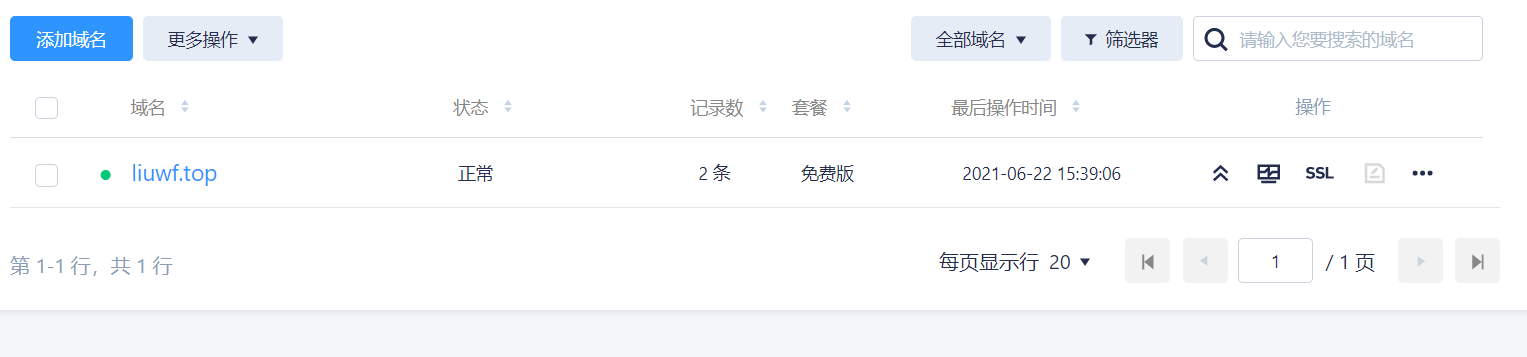 添加域名 更多操作 全部域名 筛选器 请输入您要搜索的域名
域名 状态 记录数 套餐 最后操作时间 操作
liuwf.top 正常 2 条 免费版 2021-06-22 15:39:06 SSL
第 1-1 行，共 1 行 每页显示行 20 1 / 1 页